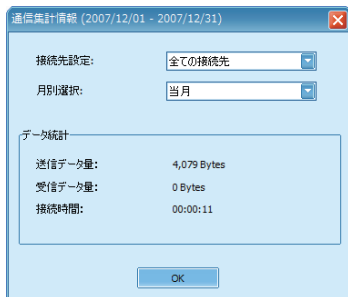 通信集計情報 (2007/12/01 - 2007/12/31)
接続先設定: 全ての接続先
月別選択: 当月
データ統計
送信データ量: 4,079 Bytes
受信データ量: 0 Bytes
接続時間: 00:00:11
OK